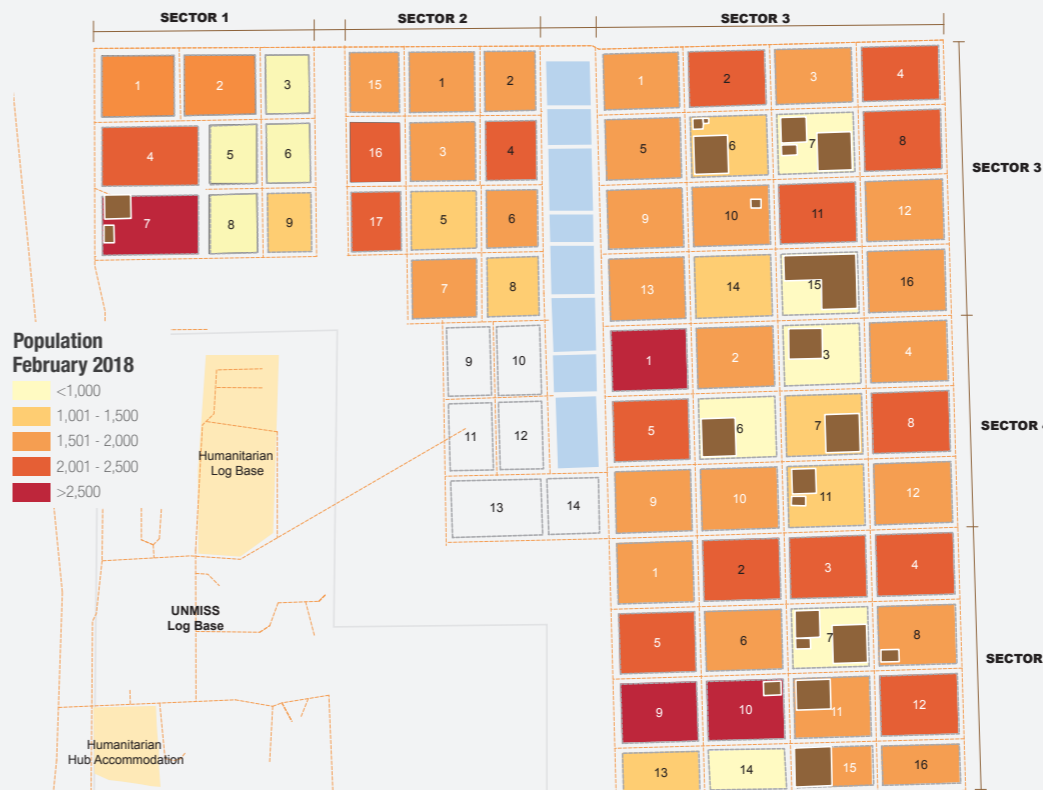 SECTOR 1
SECTOR 2
SECTOR 3
1 2 3
4 5 6
7 8 9
15 1 2
16 3 4
17 5 6
7 8
9 10
11 12
13 14
1 2 3 4
5 6 7 8
9 10 11 12
13 14 15 16
SECTOR 3
1 2 3 4
5 6 7 8
9 10 11 12
SECTOR
1 2 3 4
5 6 7 8
9 10 11 12
13 14 15 16
SECTOR
Population
February 2018
<1,000
1,001 - 1,500
1,501 - 2,000
2,001 - 2,500
>2,500
Humanitarian
Log Base
UNMISS
Log Base
Humanitarian
Hub Accommodation